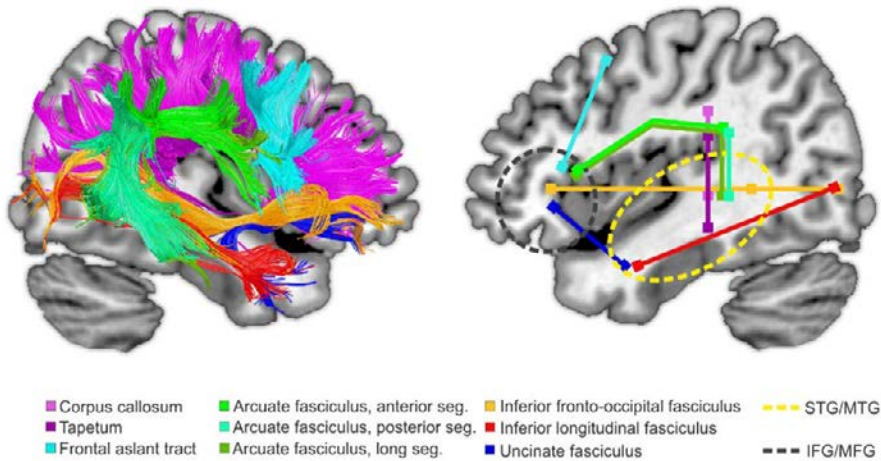 Corpus callosum
Tapetum
Frontal aslant tract
Arcuate fasciculus, anterior seg.
Arcuate fasciculus, posterior seg.
Arcuate fasciculus, long seg.
Inferior fronto-occipital fasciculus
Inferior longitudinal fasciculus
Uncinate fasciculus
STG/MTG
IFG/MFG